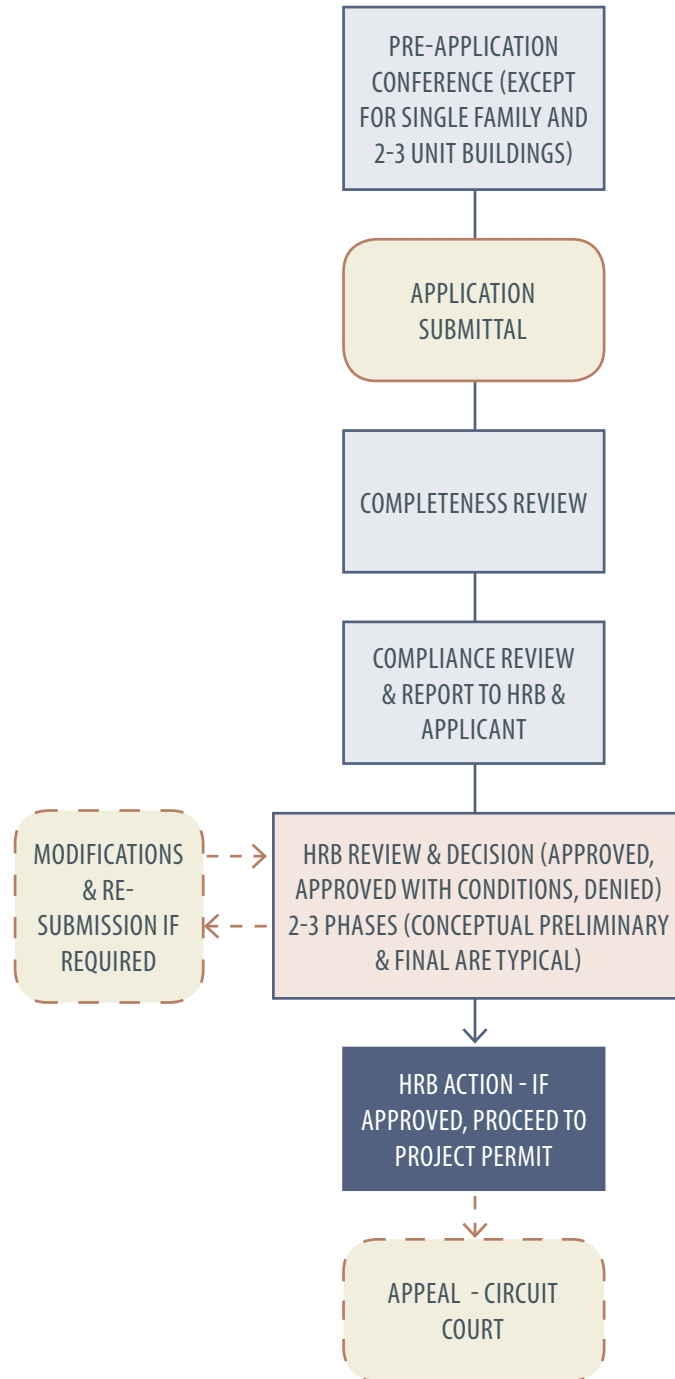 PRE-APPLICATION
CONFERENCE (EXCEPT
FOR SINGLE FAMILY AND
2-3 UNIT BUILDINGS)
APPLICATION
SUBMITTAL
COMPLETENESS REVIEW
COMPLIANCE REVIEW
& REPORT TO HRB &
APPLICANT
MODIFICATIONS
& RE-
SUBMISSION IF
REQUIRED
HRB REVIEW & DECISION (APPROVED,
APPROVED WITH CONDITIONS, DENIED)
2-3 PHASES (CONCEPTUAL PRELIMINARY
& FINAL ARE TYPICAL)
HRB ACTION - IF
APPROVED, PROCEED TO
PROJECT PERMIT
APPEAL - CIRCUIT
COURT